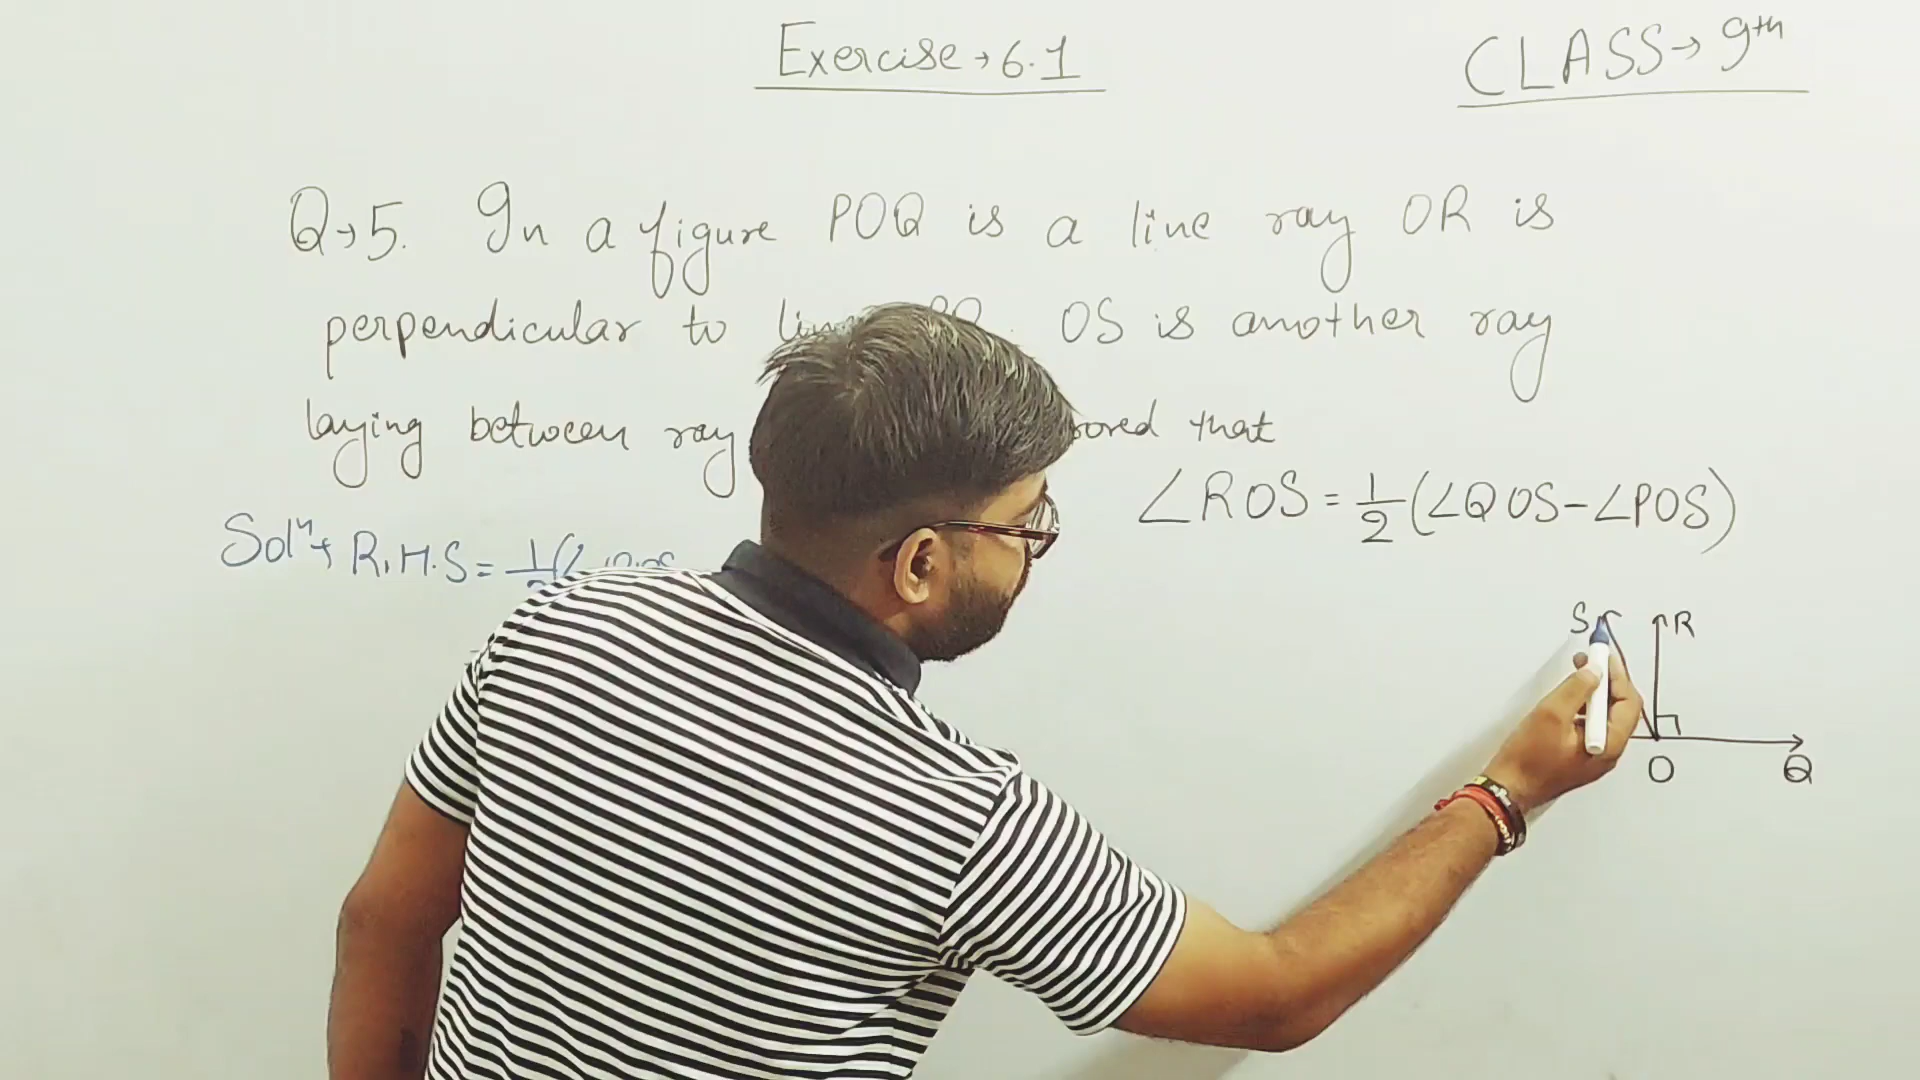 Exercise → 6.1
CLASS → 9th
Q → 5. In a figure POQ is a line ray OR is
perpendicular to OS is another ray
laying between ray that
∠ROS = 1/2 (∠QOS - ∠POS)
Solⁿ → R.H.S =
S R
O Q